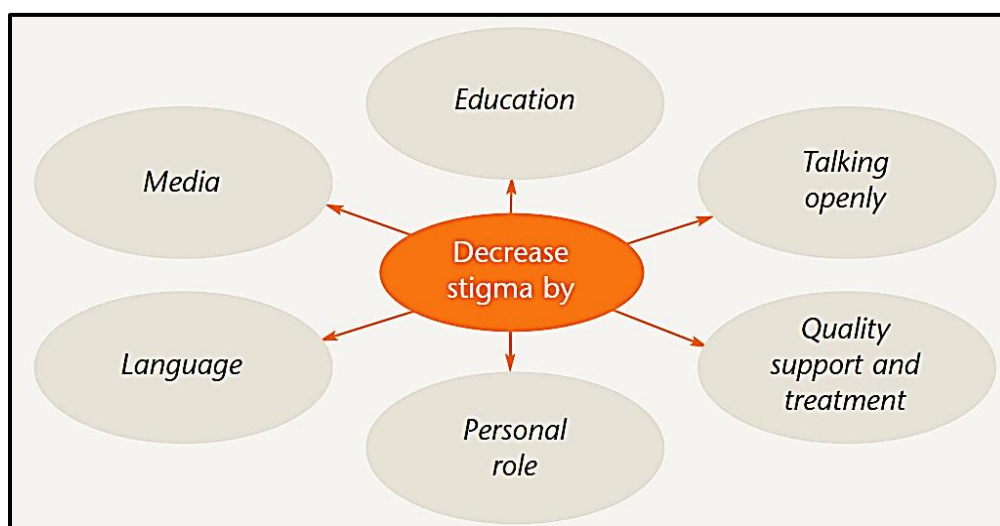 Education
Media
Talking
openly
Decrease
stigma by
Language
Quality
support and
treatment
Personal
role